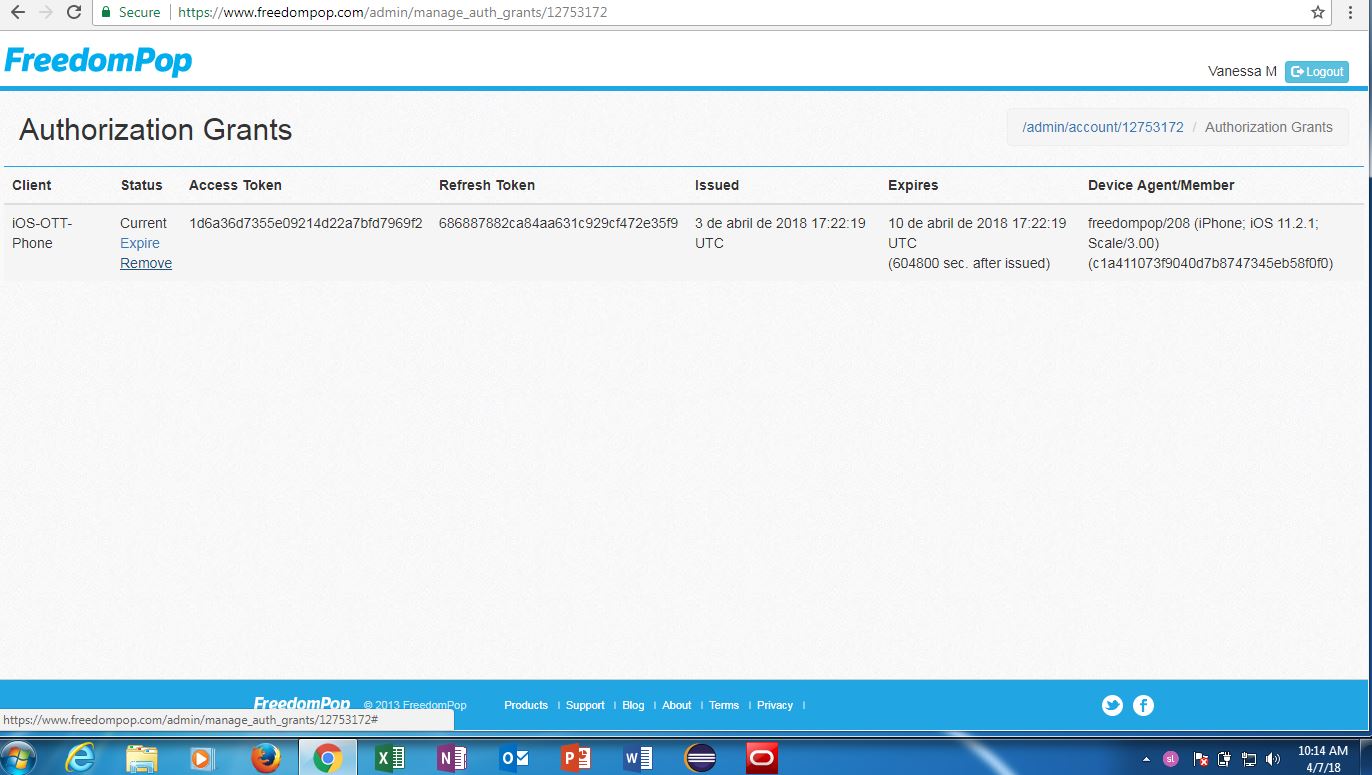 Secure
https://www.freedompop.com/admin/manage_auth_grants/12753172
FreedomPop
Vanessa M Logout
Authorization Grants
/admin/account/12753172 / Authorization Grants
Client Status Access Token Refresh Token Issued Expires Device Agent/Member
iOS-OTT-
Phone
Current
Expire
Remove
1d6a36d7355e09214d22a7bfd7969f2
686887882ca84aa631c929cf472e35f9
3 de abril de 2018 17:22:19
UTC
10 de abril de 2018 17:22:19
UTC
(604800 sec. after issued)
freedompop/208 (iPhone; iOS 11.2.1;
Scale/3.00)
(c1a411073f9040d7b8747345eb58f0f0)
FreedomPop © 2013 FreedomPop Products | Support | Blog | About | Terms | Privacy |
https://www.freedompop.com/admin/manage_auth_grants/12753172#
sl
10:14 AM
4/7/18